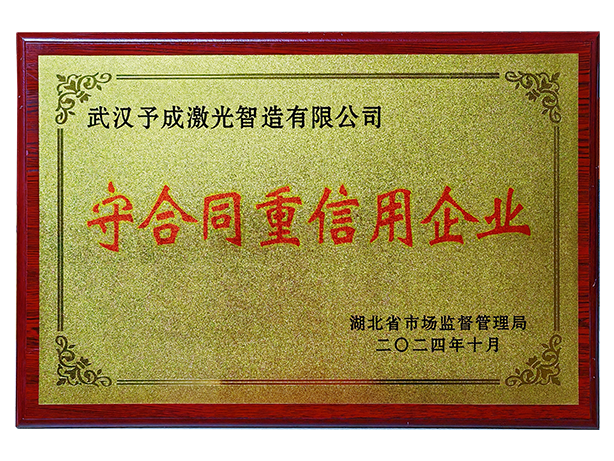 武汉予成激光智造有限公司
守合同重信用企业
湖北省市场监督管理局
二〇二四年十月